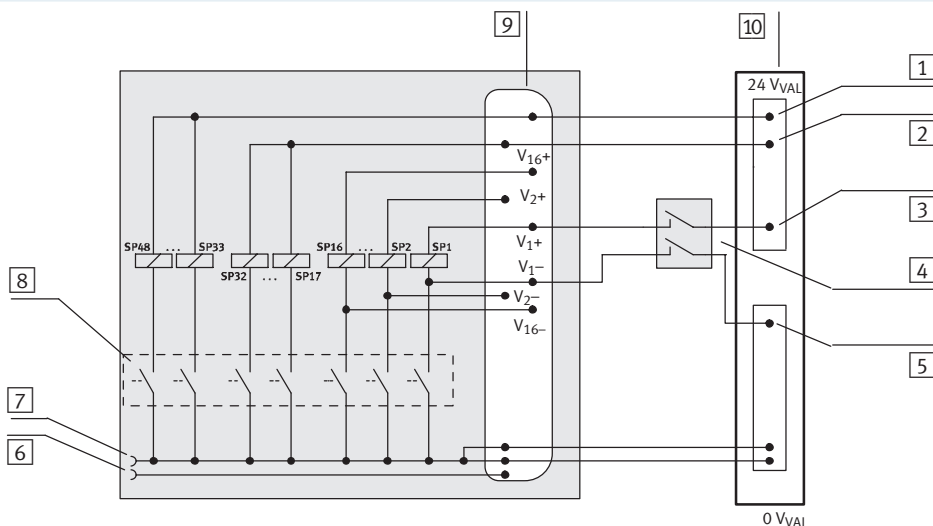 9
10
1
24 VVAL
2
V16+
V2+
3
SP48 ... SP33
SP16 ... SP2 SP1
V1+
SP32 ... SP17
V1–
4
8
V2–
V16–
5
7
6
0 VVAL